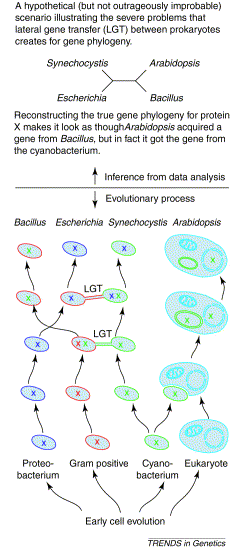 A hypothetical (but not outrageously improbable)
scenario illustrating the severe problems that
lateral gene transfer (LGT) between prokaryotes
creates for gene phylogeny.
Synechocystis Arabidopsis
Escherichia Bacillus
Reconstructing the true gene phylogeny for protein
X makes it look as though Arabidopsis acquired a
gene from Bacillus, but in fact it got the gene from
the cyanobacterium.
Inference from data analysis
Evolutionary process
Bacillus Escherichia Synechocystis Arabidopsis
X X X X X
LGT
X X X X X X
LGT
X X X X X
X X X X
X X
Proteo-
bacterium
Gram positive
Cyano-
bacterium
Eukaryote
Early cell evolution
TRENDS in Genetics